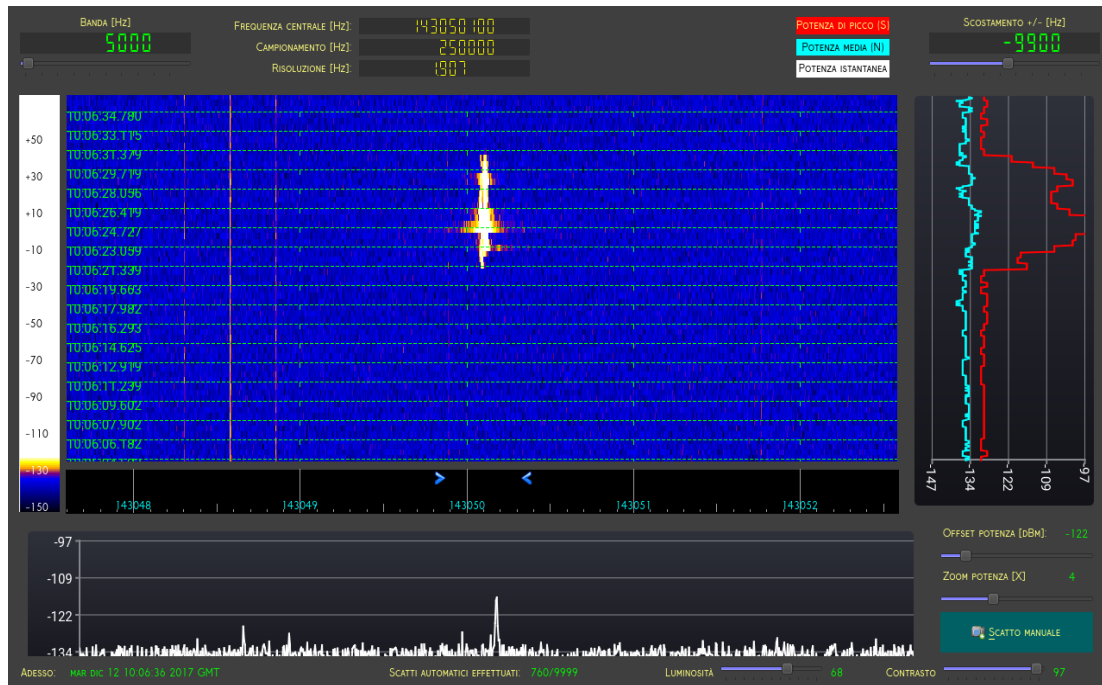 Banda [Hz]
5000
Frequenza centrale [Hz]: 143050100
Campionamento [Hz]: 250000
Risoluzione [Hz]: 1.907
Potenza di picco (S)
Potenza media (N)
Potenza istantanea
Scostamento +/- [Hz]
-9900
+50
+30
+10
-10
-30
-50
-70
-90
-110
-130
-150
10:06:34.780
10:06:33.115
10:06:31.379
10:06:29.719
10:06:28.056
10:06:26.419
10:06:24.727
10:06:23.059
10:06:21.339
10:06:19.663
10:06:17.982
10:06:16.293
10:06:14.625
10:06:12.919
10:06:11.239
10:06:09.602
10:06:07.902
10:06:06.182
143048 143049 143050 143051 143052
-147 -134 -122 -109 -97
-97
-109
-122
-134
Offset potenza [dBm]: -122
Zoom potenza [X] 4
Scatto manuale
Adesso: mar dic 12 10:06:36 2017 GMT
Scatti automatici effettuati: 760/9999
Luminosità 68
Contrasto 97